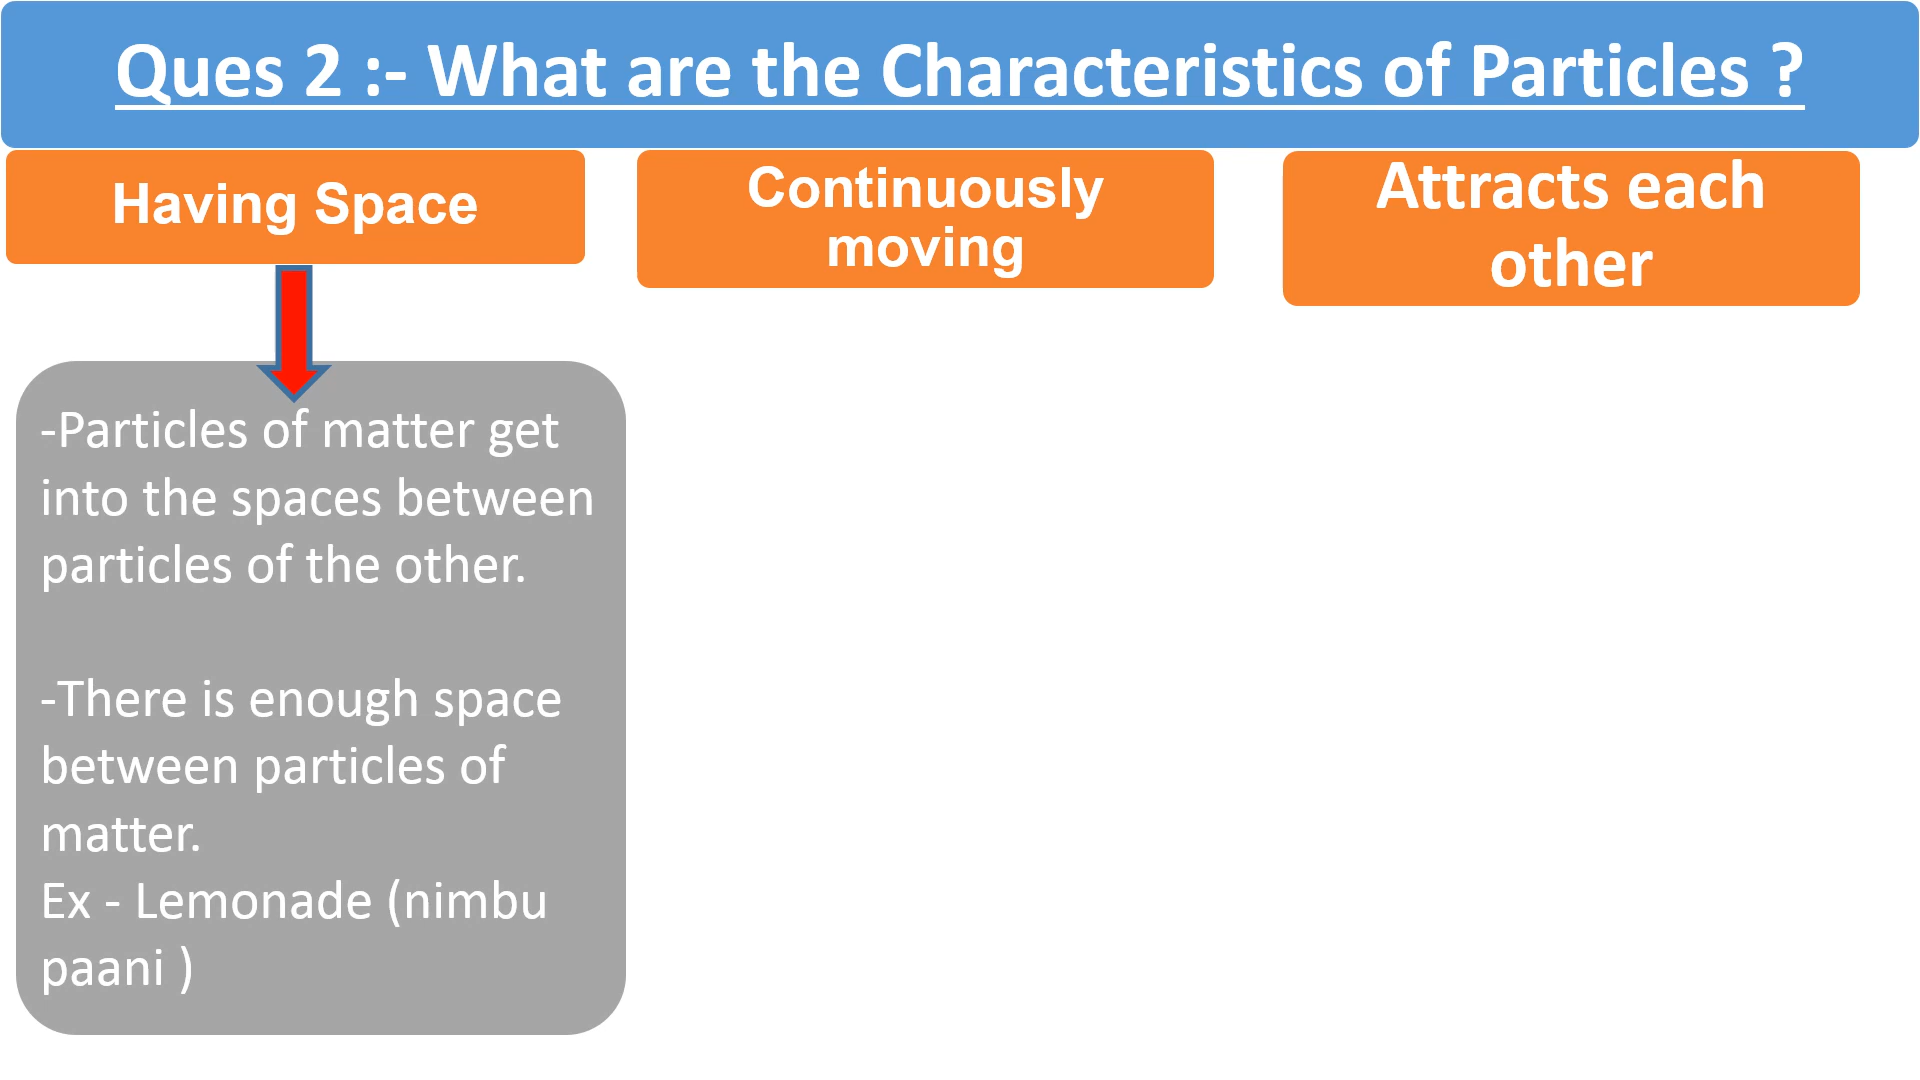 Ques 2 :- What are the Characteristics of Particles ?
Having Space
Continuously
moving
Attracts each
other
-Particles of matter get
into the spaces between
particles of the other.
-There is enough space
between particles of
matter.
Ex - Lemonade (nimbu
paani )